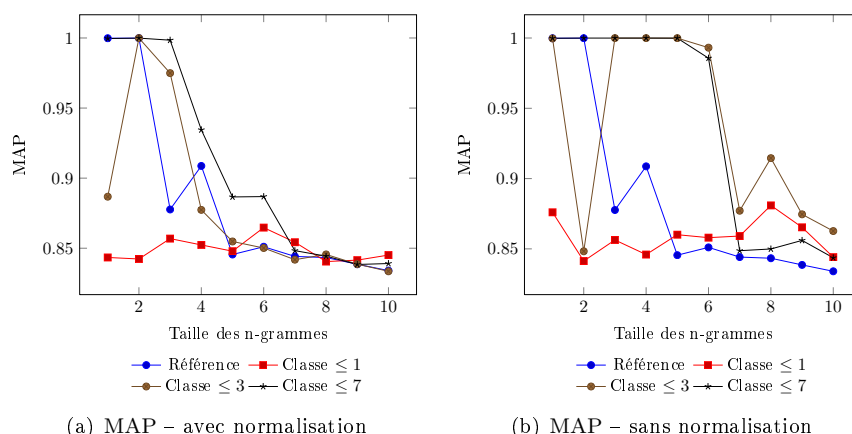 1
0.95
0.9
0.85
MAP
2 4 6 8 10
Taille des n-grammes
Référence Classe ≤ 1
Classe ≤ 3 Classe ≤ 7
(a) MAP – avec normalisation
1
0.95
0.9
0.85
MAP
2 4 6 8 10
Taille des n-grammes
Référence Classe ≤ 1
Classe ≤ 3 Classe ≤ 7
(b) MAP – sans normalisation